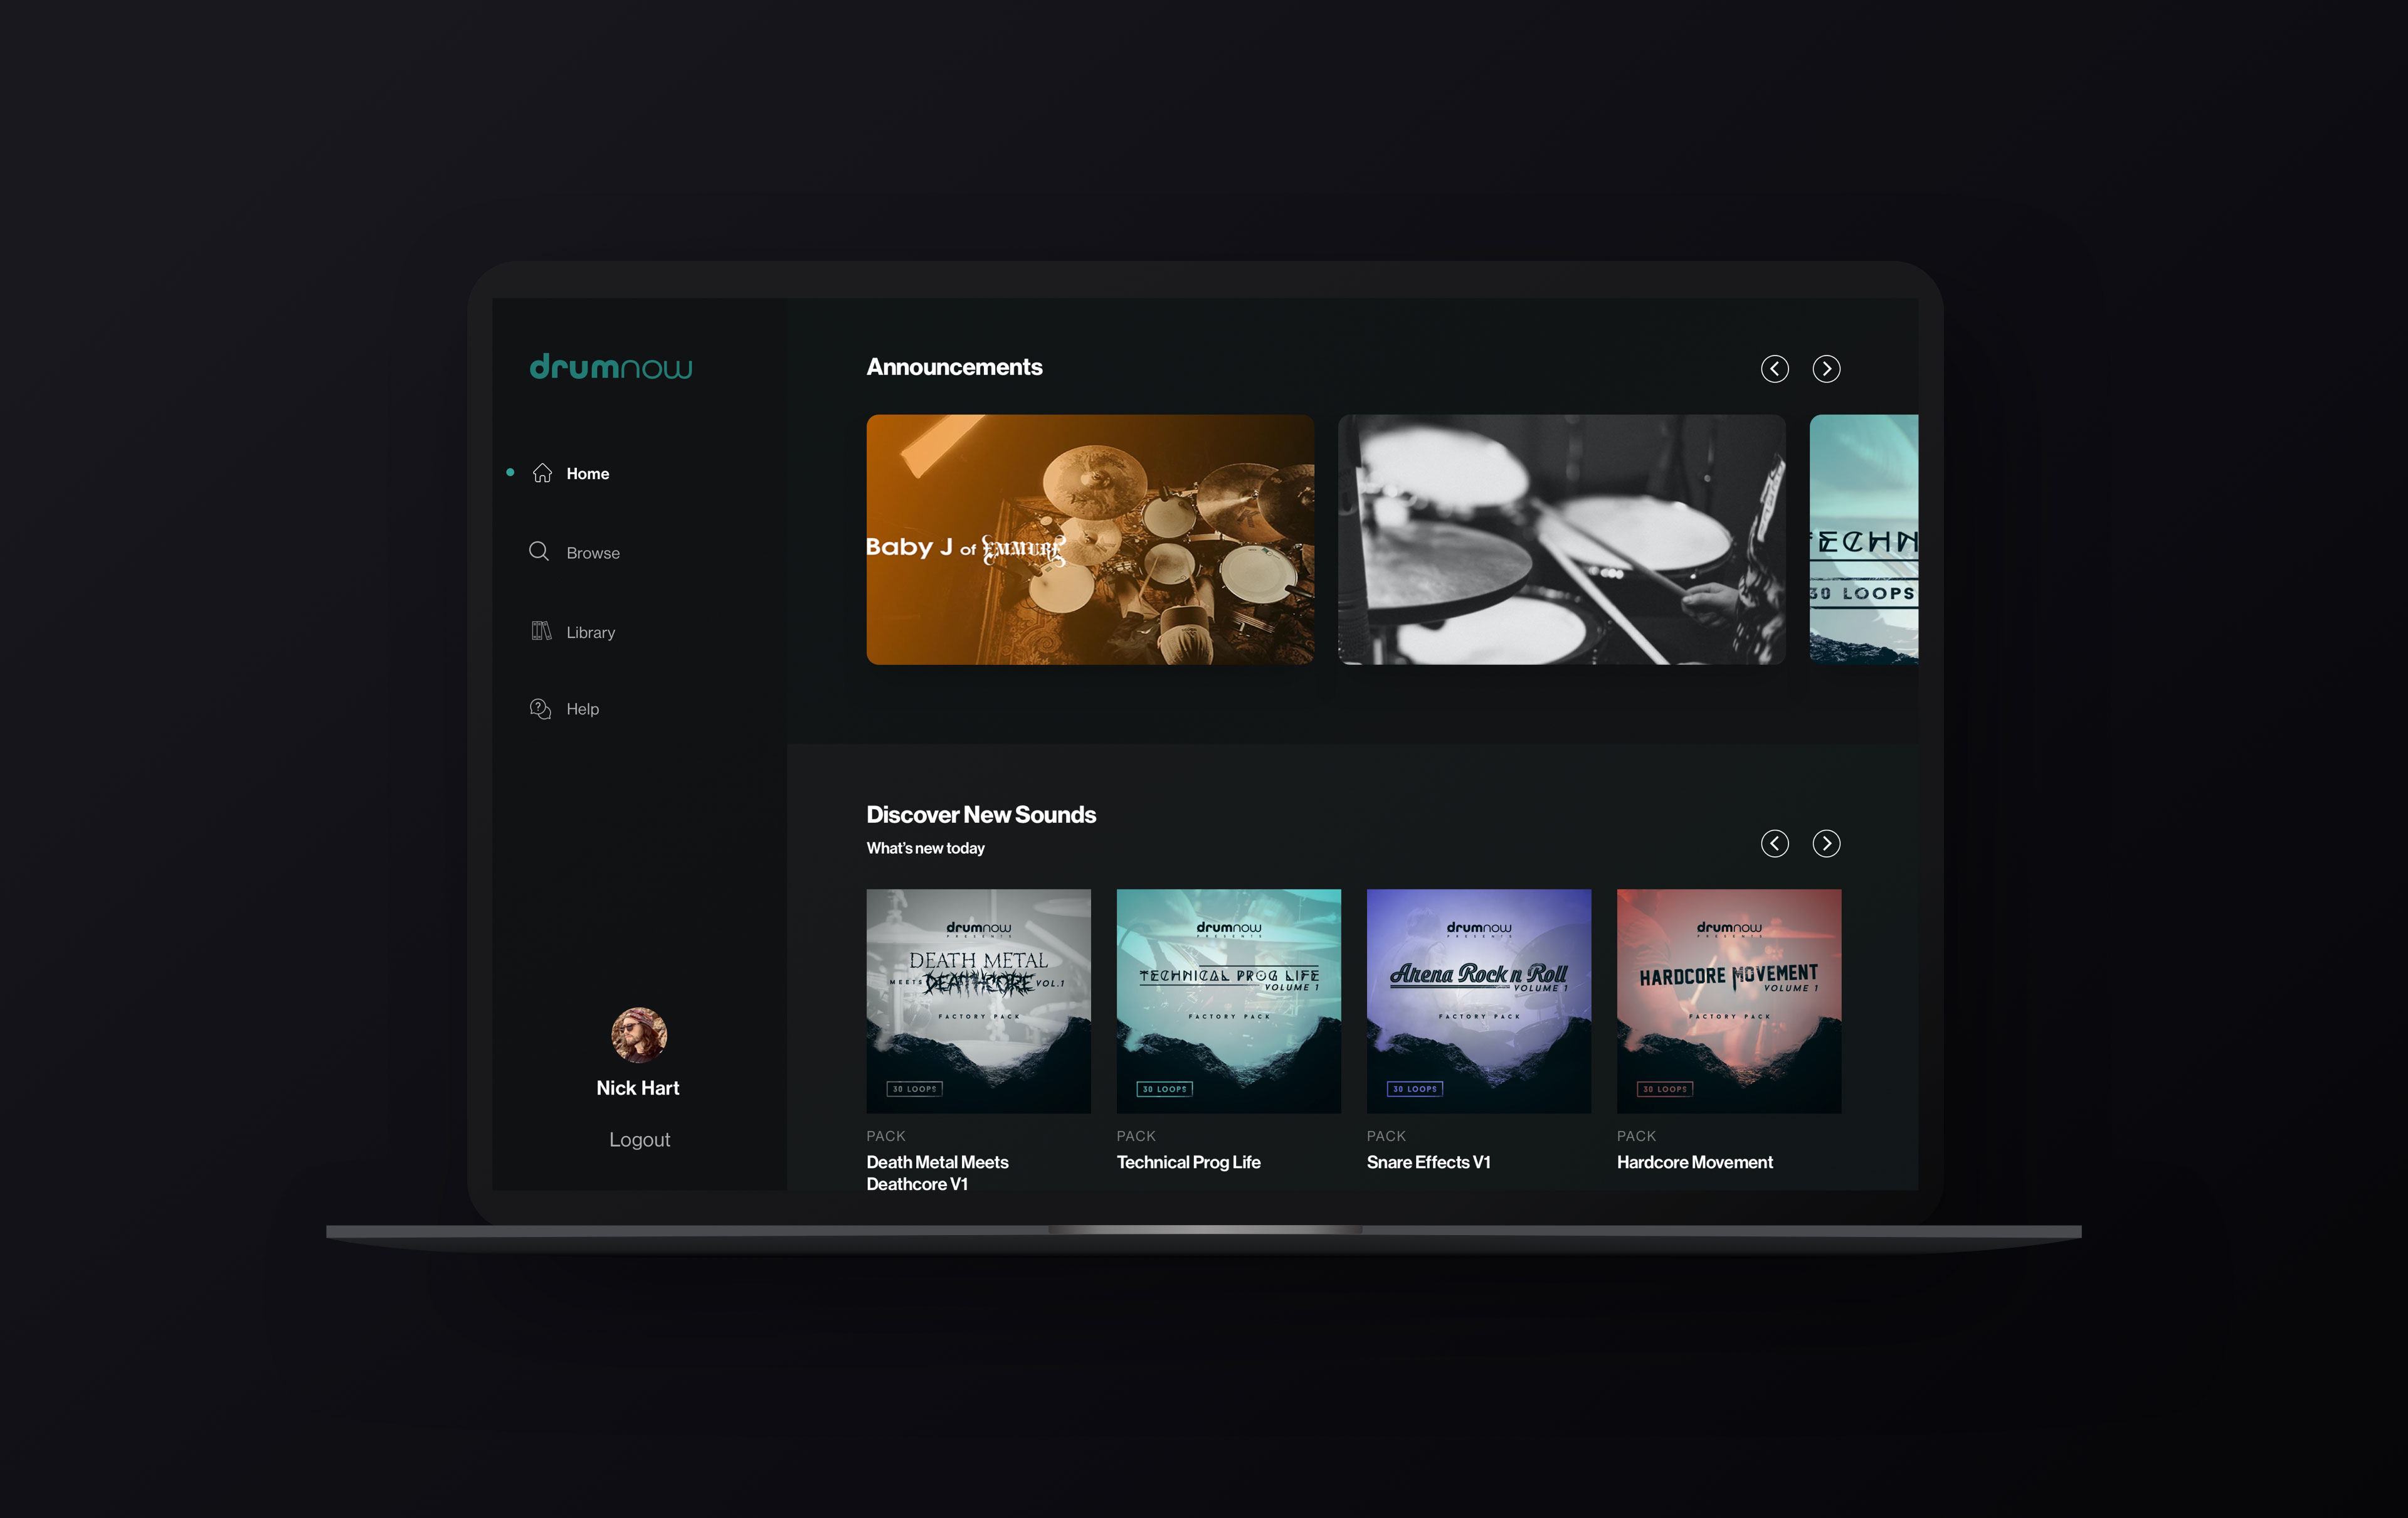 drumnow
Home
Browse
Library
Help
Nick Hart
Logout
Announcements
Baby J of EMMURE
TECHN
30 LOOPS
Discover New Sounds
What's new today
drumnow
PRESENTS
DEATH METAL
MEETS DEATHCORE VOL.1
FACTORY PACK
30 LOOPS
PACK
Death Metal Meets
Deathcore V1
drumnow
PRESENTS
TECHNICAL PROG LIFE
VOLUME 1
FACTORY PACK
30 LOOPS
PACK
Technical Prog Life
drumnow
PRESENTS
Arena Rock n Roll
VOLUME 1
FACTORY PACK
30 LOOPS
PACK
Snare Effects V1
drumnow
PRESENTS
HARDCORE MOVEMENT
VOLUME 1
FACTORY PACK
30 LOOPS
PACK
Hardcore Movement